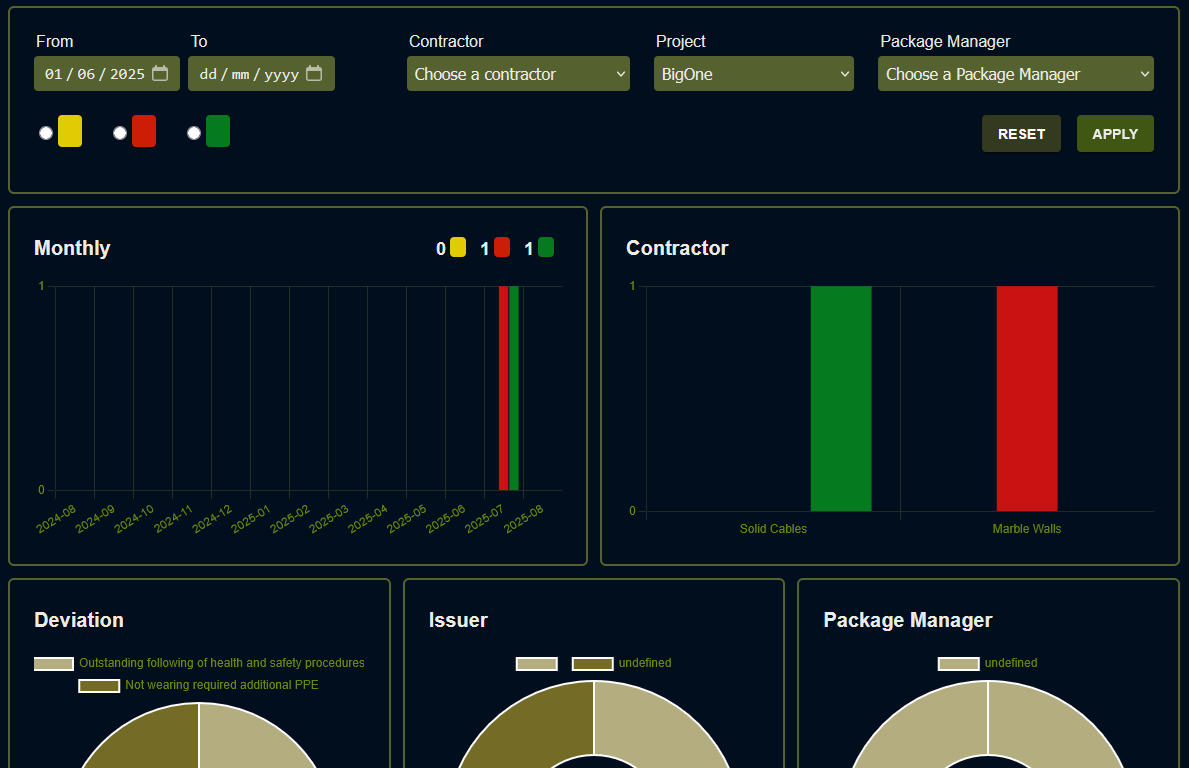 From To Contractor Project Package Manager
01/06/2025 dd/mm/yyyy Choose a contractor BigOne Choose a Package Manager
RESET APPLY
Monthly 0 1 1
1
0
2024-08 2024-09 2024-10 2024-11 2024-12 2025-01 2025-02 2025-03 2025-04 2025-05 2025-06 2025-07 2025-08
Contractor
1
0
Solid Cables Marble Walls
Deviation
Outstanding following of health and safety procedures
Not wearing required additional PPE
Issuer
undefined
Package Manager
undefined